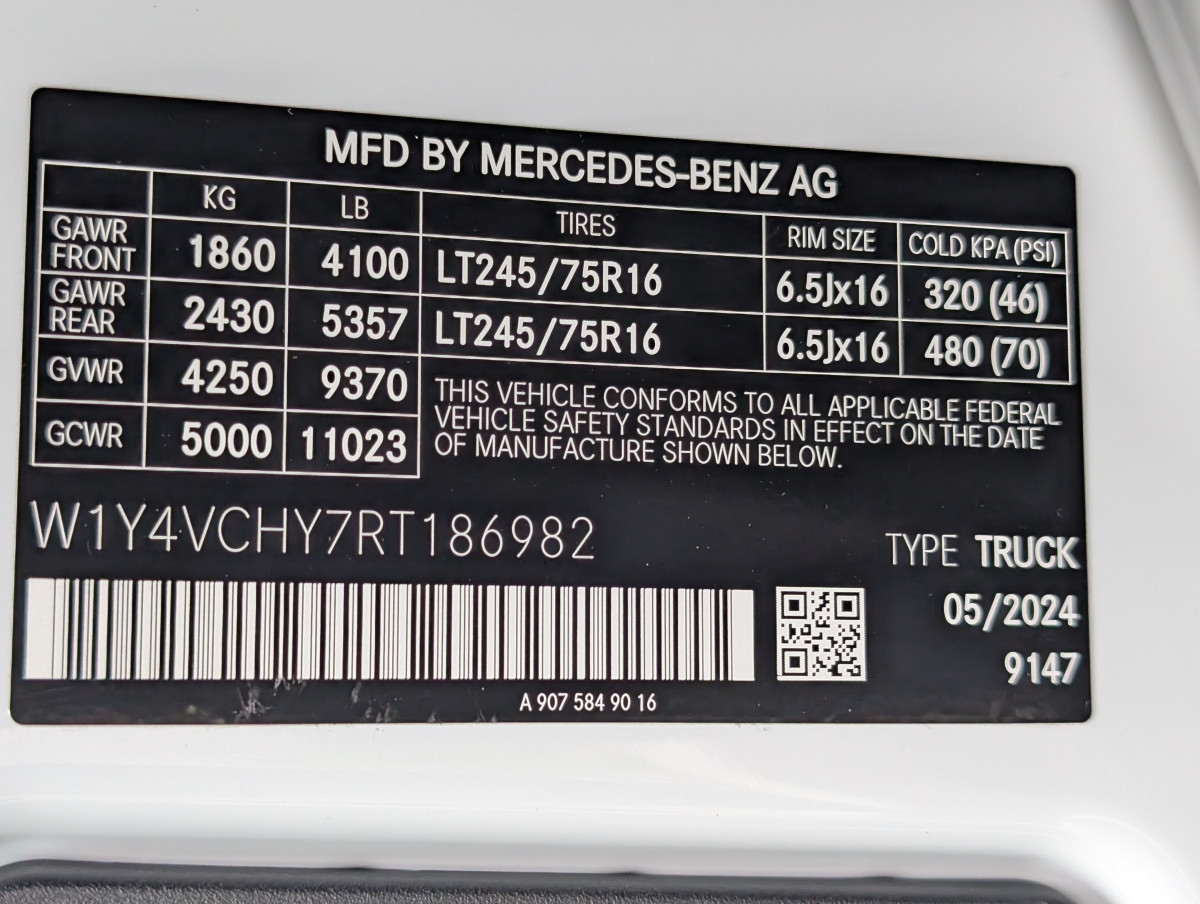 MFD BY MERCEDES-BENZ AG
KG LB TIRES RIM SIZE COLD KPA (PSI)
GAWR FRONT 1860 4100 LT245/75R16 6.5Jx16 320 (46)
GAWR REAR 2430 5357 LT245/75R16 6.5Jx16 480 (70)
GVWR 4250 9370
GCWR 5000 11023
THIS VEHICLE CONFORMS TO ALL APPLICABLE FEDERAL
VEHICLE SAFETY STANDARDS IN EFFECT ON THE DATE
OF MANUFACTURE SHOWN BELOW.
W1Y4VCHY7RT186982
TYPE TRUCK
05/2024
9147
A 907 584 90 16